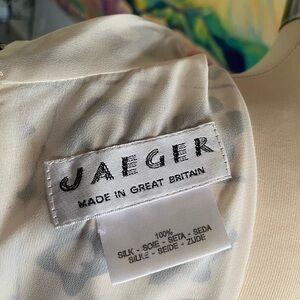 JAEGER
MADE IN GREAT BRITAIN
100%
SILK - SOIE - SETA - SEDA
SILKE - SEIDE - ZIJDE